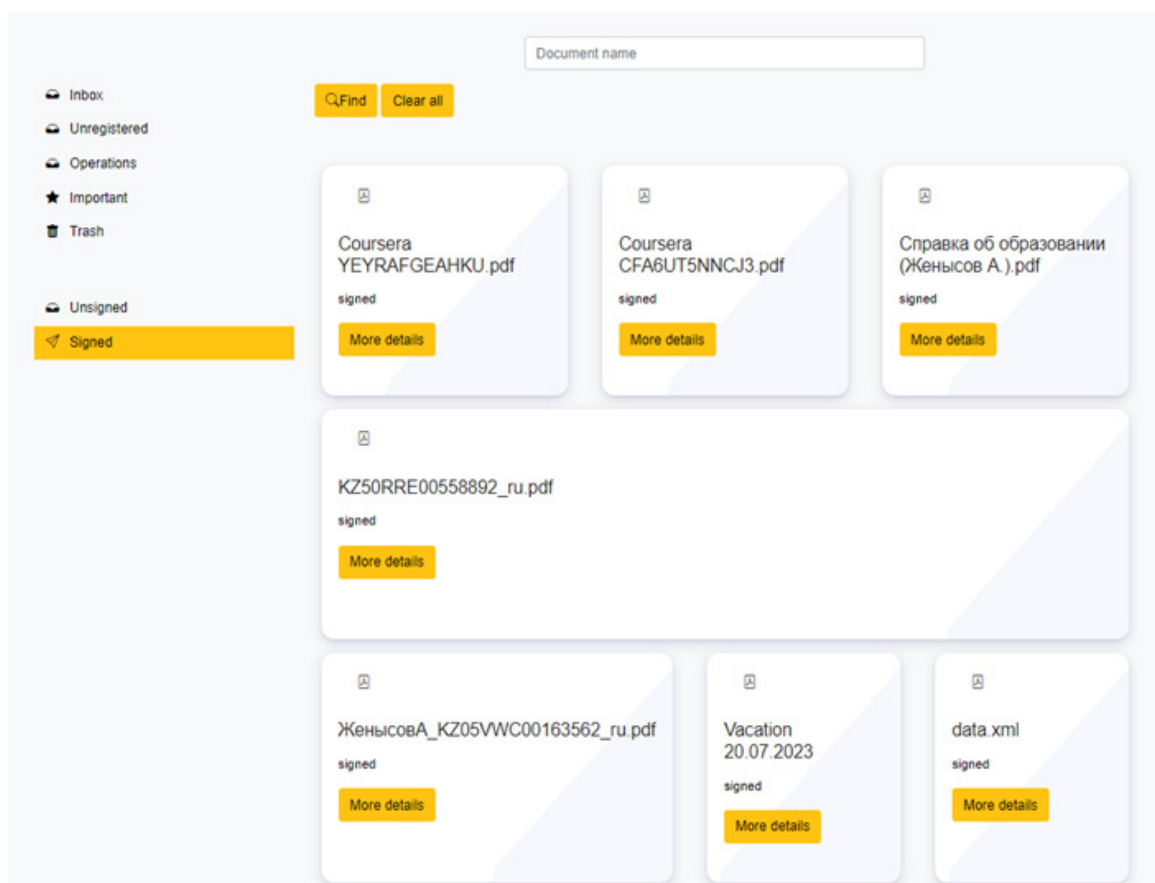 Document name
Inbox
Unregistered
Operations
Important
Trash
Unsigned
Signed
Find
Clear all
Coursera
YEYRAFGEAHKU.pdf
signed
More details
Coursera
CFA6UT5NNCJ3.pdf
signed
More details
Справка об образовании
(Женысов А.).pdf
signed
More details
KZ50RRE00558892_ru.pdf
signed
More details
ЖенысовА_KZ05VWC00163562_ru.pdf
signed
More details
Vacation
20.07.2023
signed
More details
data.xml
signed
More details